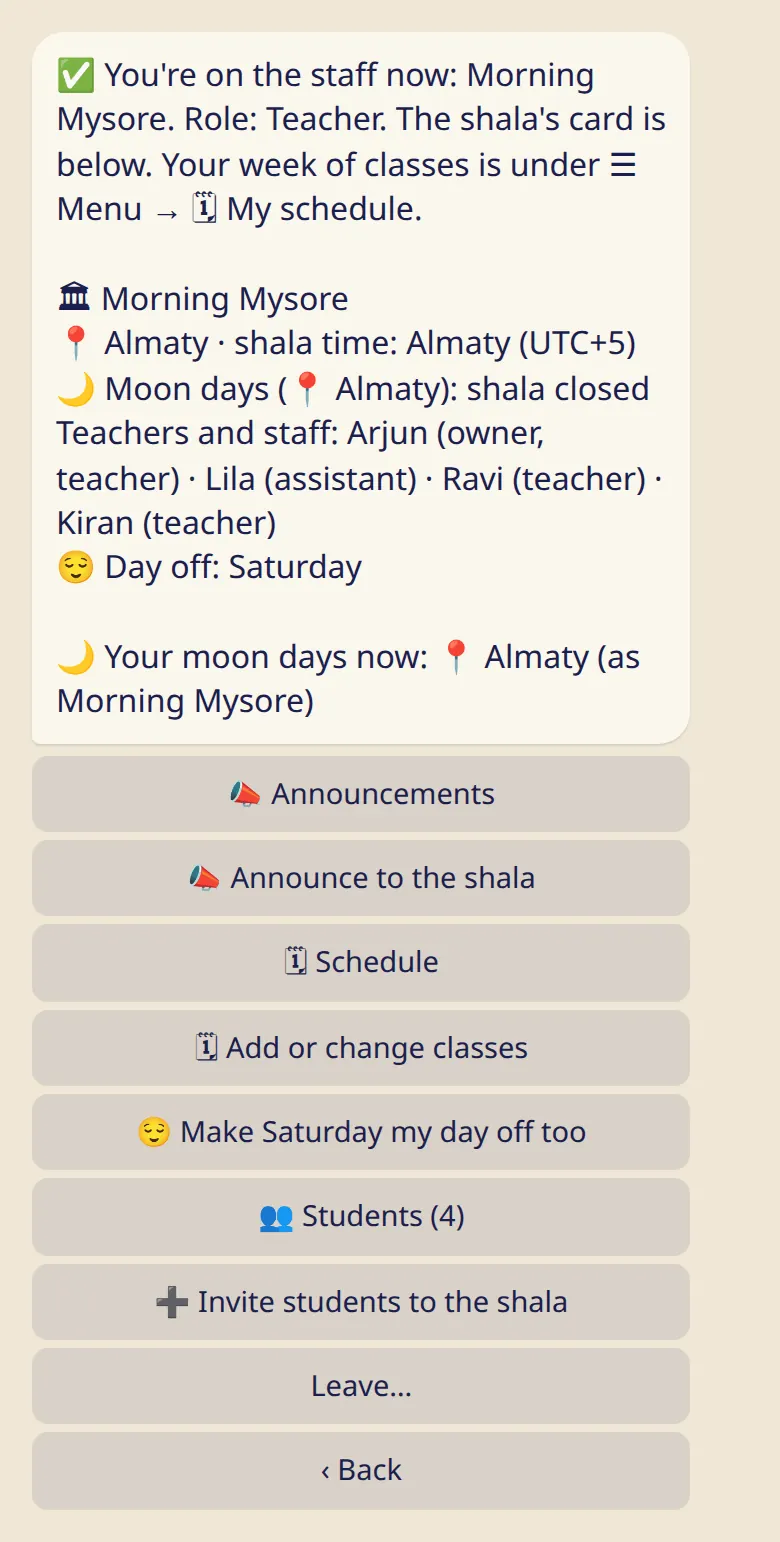 ✅ You're on the staff now: Morning
Mysore. Role: Teacher. The shala's card is
below. Your week of classes is under ☰
Menu → 🗓 My schedule.
🏛 Morning Mysore
📍 Almaty · shala time: Almaty (UTC+5)
🌙 Moon days (📍 Almaty): shala closed
Teachers and staff: Arjun (owner,
teacher) · Lila (assistant) · Ravi (teacher) ·
Kiran (teacher)
😌 Day off: Saturday
🌙 Your moon days now: 📍 Almaty (as
Morning Mysore)
📣 Announcements
📣 Announce to the shala
🗓 Schedule
🗓 Add or change classes
😌 Make Saturday my day off too
👥 Students (4)
➕ Invite students to the shala
Leave...
‹ Back